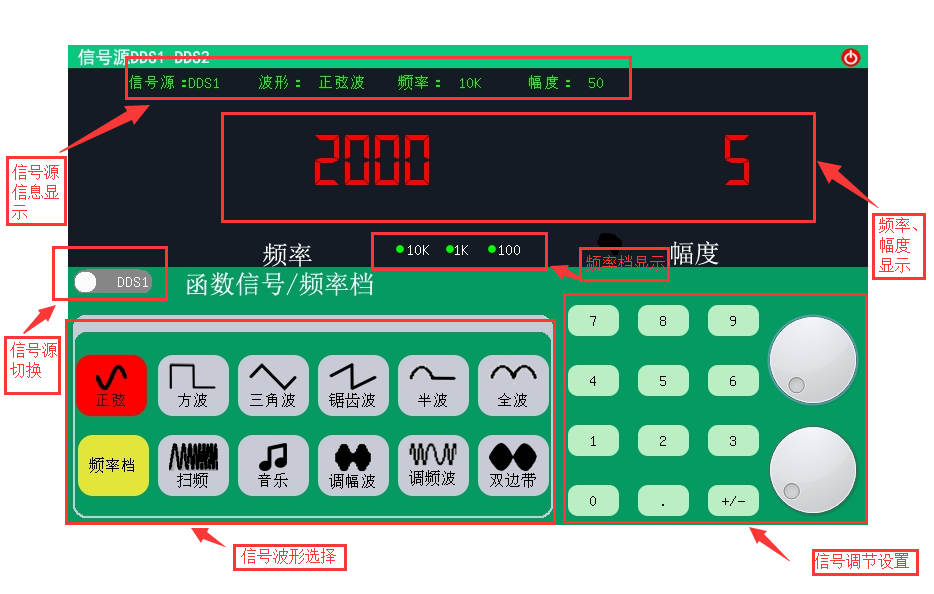 信号源DDS1 DDS2
信号源：DDS1 波形： 正弦波 频率： 10K 幅度： 50
2000 5
信号源
信息显
示
频率、
幅度
显示
频率 10K 1K 100 频率档显示 幅度
DDS1 函数信号/频率档
信号源
切换
7 8 9
4 5 6
1 2 3
0 . +/-
正弦 方波 三角波 锯齿波 半波 全波
频率档 扫频 音乐 调幅波 调频波 双边带
信号波形选择
信号调节设置